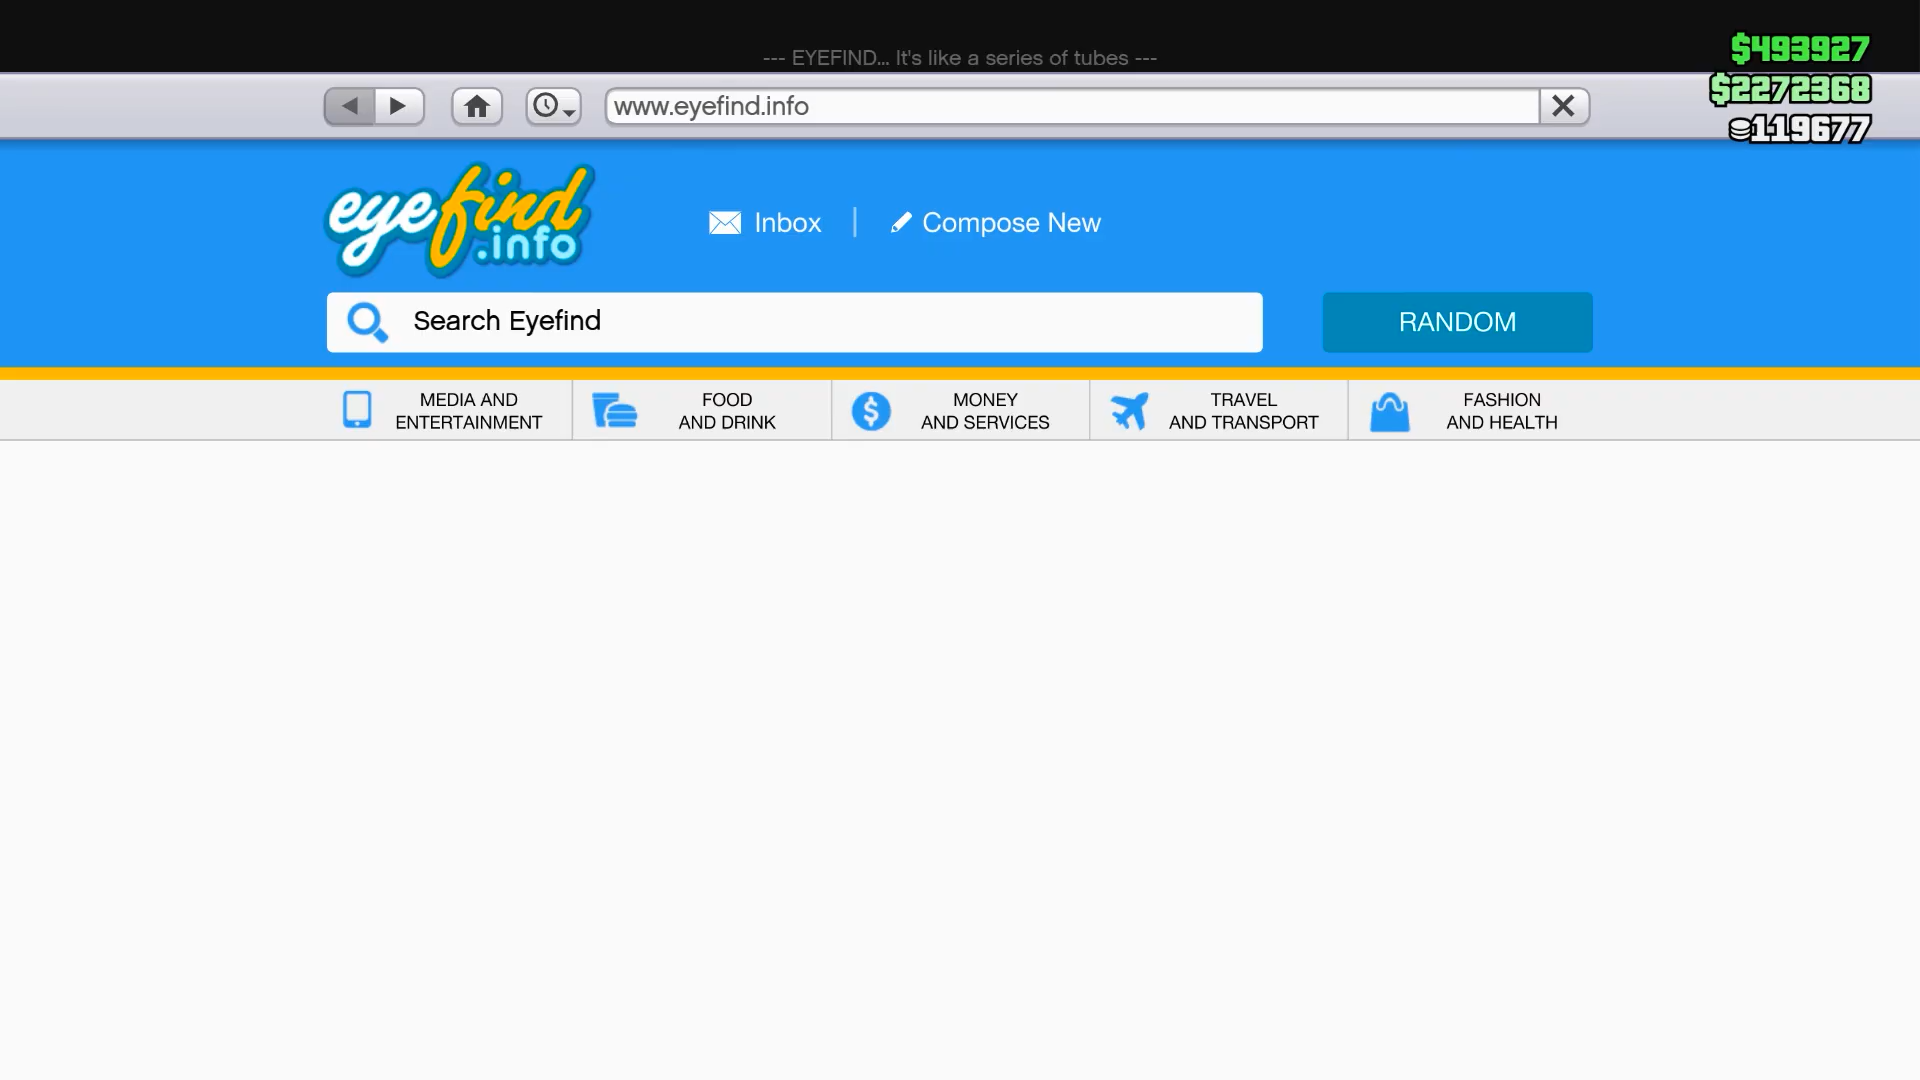 --- EYEFIND... It's like a series of tubes ---
$493927
$2272368
119677
www.eyefind.info
eyefind.info
Inbox | Compose New
Search Eyefind
RANDOM
MEDIA AND
ENTERTAINMENT
FOOD
AND DRINK
MONEY
AND SERVICES
TRAVEL
AND TRANSPORT
FASHION
AND HEALTH